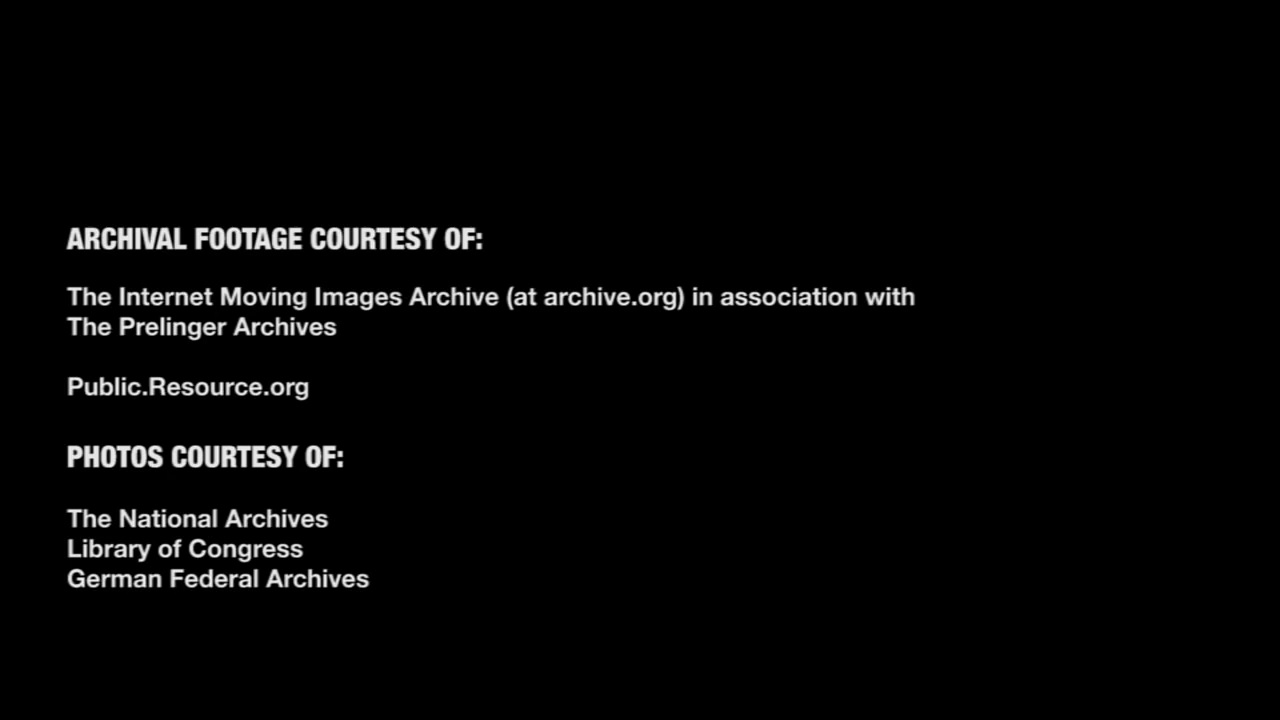 ARCHIVAL FOOTAGE COURTESY OF:
The Internet Moving Images Archive (at archive.org) in association with
The Prelinger Archives
Public.Resource.org
PHOTOS COURTESY OF:
The National Archives
Library of Congress
German Federal Archives